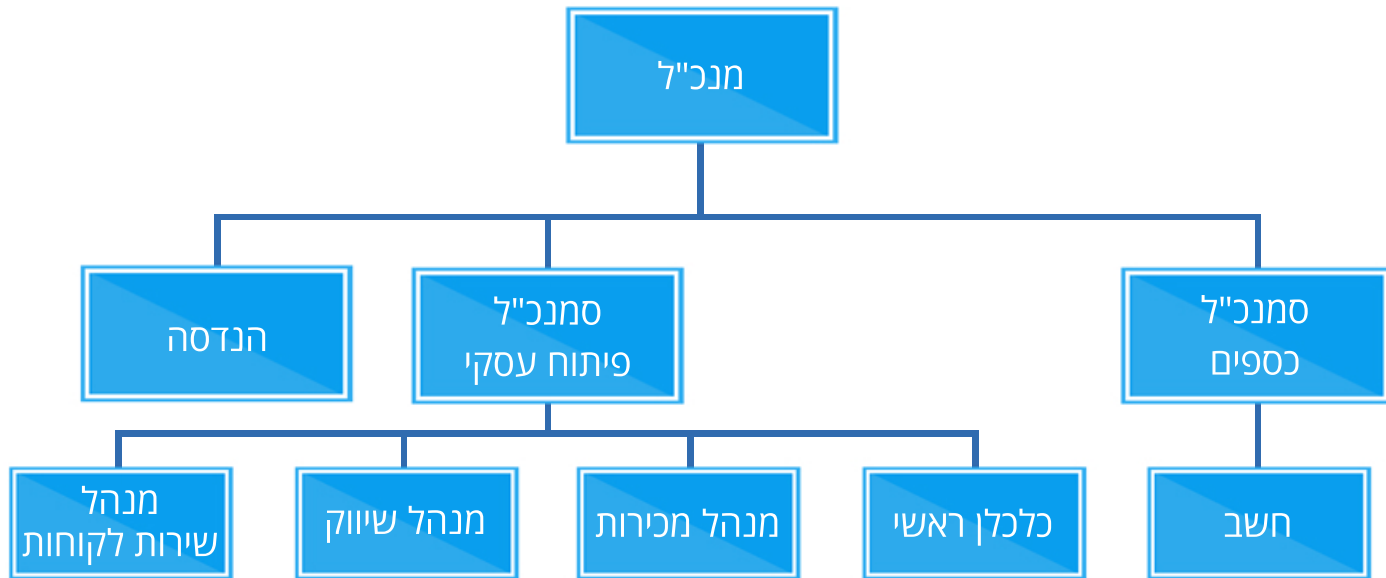 מנכ"ל
סמנכ"ל
כספים
סמנכ"ל
פיתוח עסקי
הנדסה
חשב
כלכלן ראשי
מנהל מכירות
מנהל שיווק
מנהל
שירות לקוחות